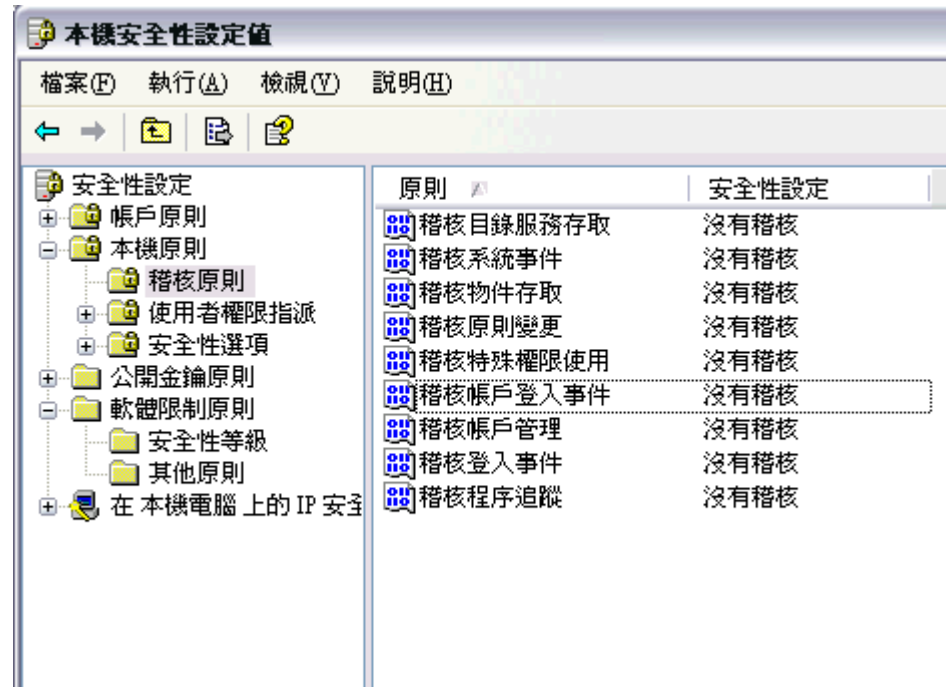 本機安全性設定值
檔案(F) 執行(A) 檢視(V) 說明(H)
安全性設定
帳戶原則
本機原則
稽核原則
使用者權限指派
安全性選項
公開金鑰原則
軟體限制原則
安全性等級
其他原則
在 本機電腦 上的 IP 安全
原則 安全性設定
稽核目錄服務存取 沒有稽核
稽核系統事件 沒有稽核
稽核物件存取 沒有稽核
稽核原則變更 沒有稽核
稽核特殊權限使用 沒有稽核
稽核帳戶登入事件 沒有稽核
稽核帳戶管理 沒有稽核
稽核登入事件 沒有稽核
稽核程序追蹤 沒有稽核